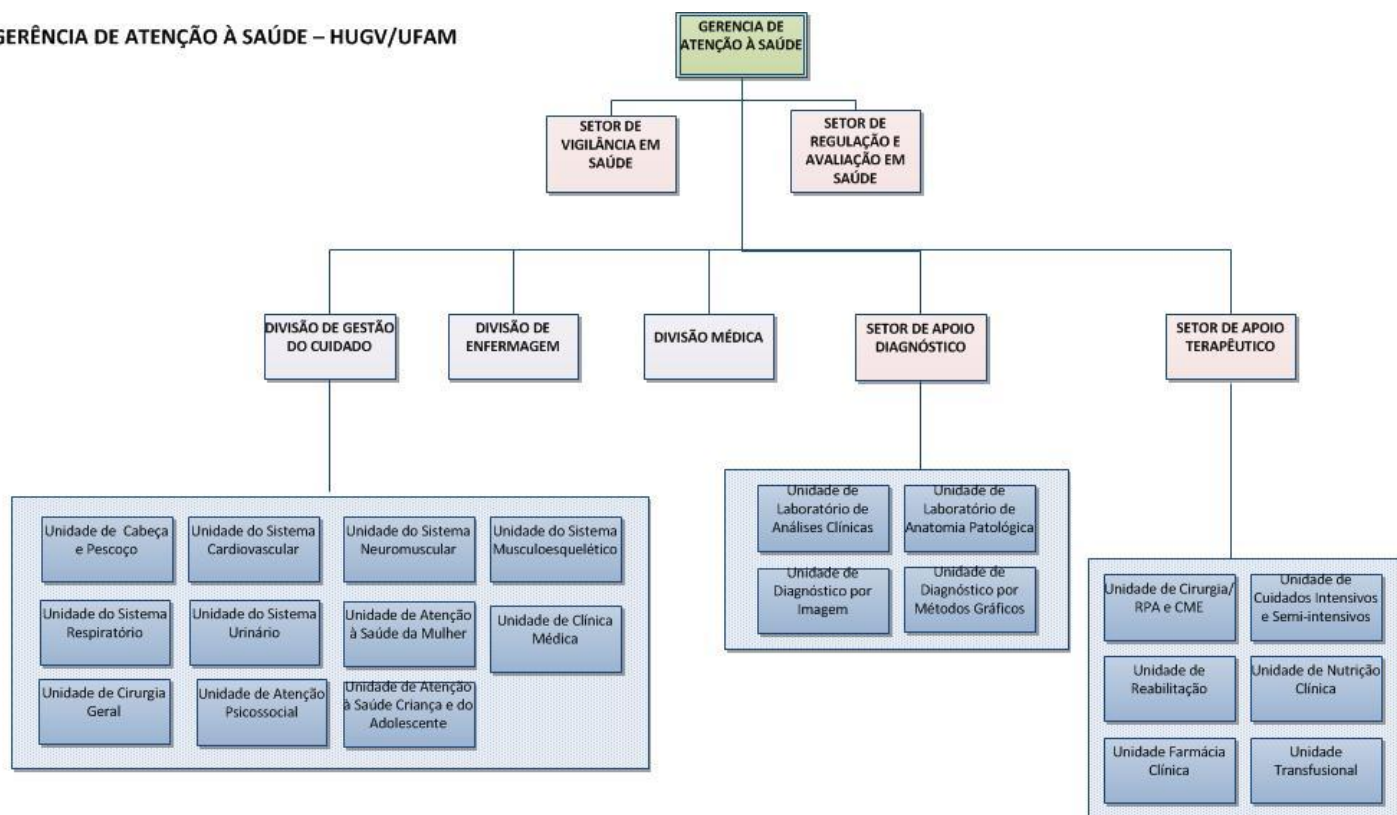 GERÊNCIA DE ATENÇÃO À SAÚDE – HUGV/UFAM
GERENCIA DE
ATENÇÃO À SAÚDE
SETOR DE
VIGILÂNCIA EM
SAÚDE
SETOR DE
REGULAÇÃO E
AVALIAÇÃO EM
SAÚDE
DIVISÃO DE GESTÃO
DO CUIDADO
DIVISÃO DE
ENFERMAGEM
DIVISÃO MÉDICA
SETOR DE APOIO
DIAGNÓSTICO
SETOR DE APOIO
TERAPÊUTICO
Unidade de Cabeça
e Pescoço
Unidade do Sistema
Cardiovascular
Unidade do Sistema
Neuromuscular
Unidade do Sistema
Musculoesquelético
Unidade do Sistema
Respiratório
Unidade do Sistema
Urinário
Unidade de Atenção
à Saúde da Mulher
Unidade de Clínica
Médica
Unidade de Cirurgia
Geral
Unidade de Atenção
Psicossocial
Unidade de Atenção
à Saúde Criança e do
Adolescente
Unidade de
Laboratório de
Análises Clínicas
Unidade de
Laboratório de
Anatomia Patológica
Unidade de
Diagnóstico por
Imagem
Unidade de
Diagnóstico por
Métodos Gráficos
Unidade de Cirurgia/
RPA e CME
Unidade de
Cuidados Intensivos
e Semi-intensivos
Unidade de
Reabilitação
Unidade de Nutrição
Clínica
Unidade Farmácia
Clínica
Unidade
Transfusional